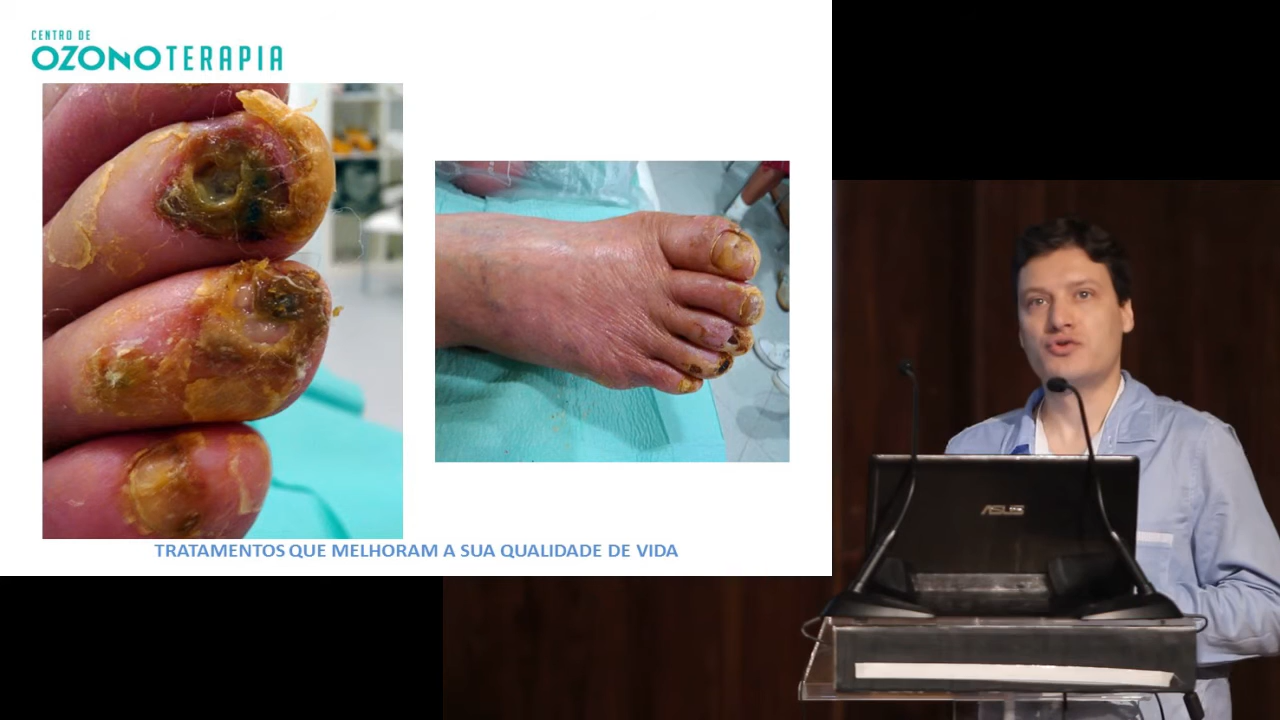 CENTRO DE
OZONOTERAPIA
TRATAMENTOS QUE MELHORAM A SUA QUALIDADE DE VIDA
ASUS